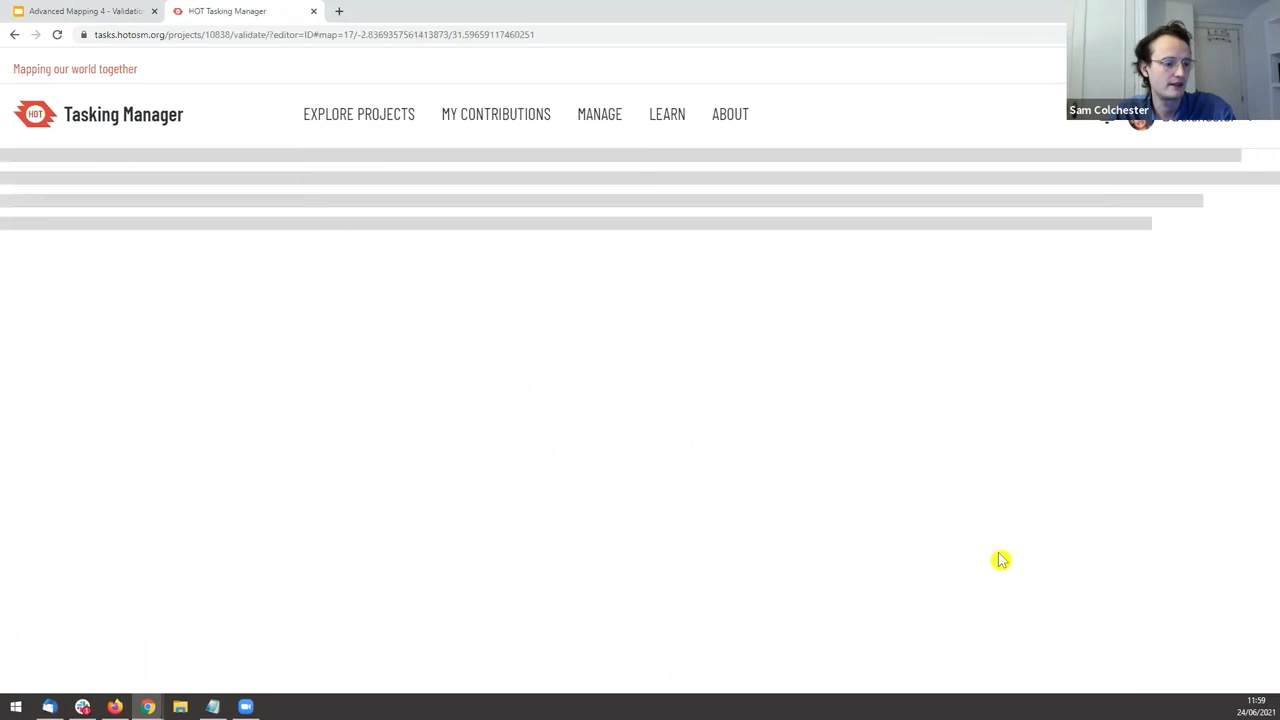 Advanced Mapping 4 - Validatio
HOT Tasking Manager
tasks.hotosm.org/projects/10838/validate/?editor=ID#map=17/-2.8369357561413873/31.59659117460251
Mapping our world together
HOT
Tasking Manager
EXPLORE PROJECTS
MY CONTRIBUTIONS
MANAGE
LEARN
ABOUT
Sam Colchester
11:59
24/06/2021